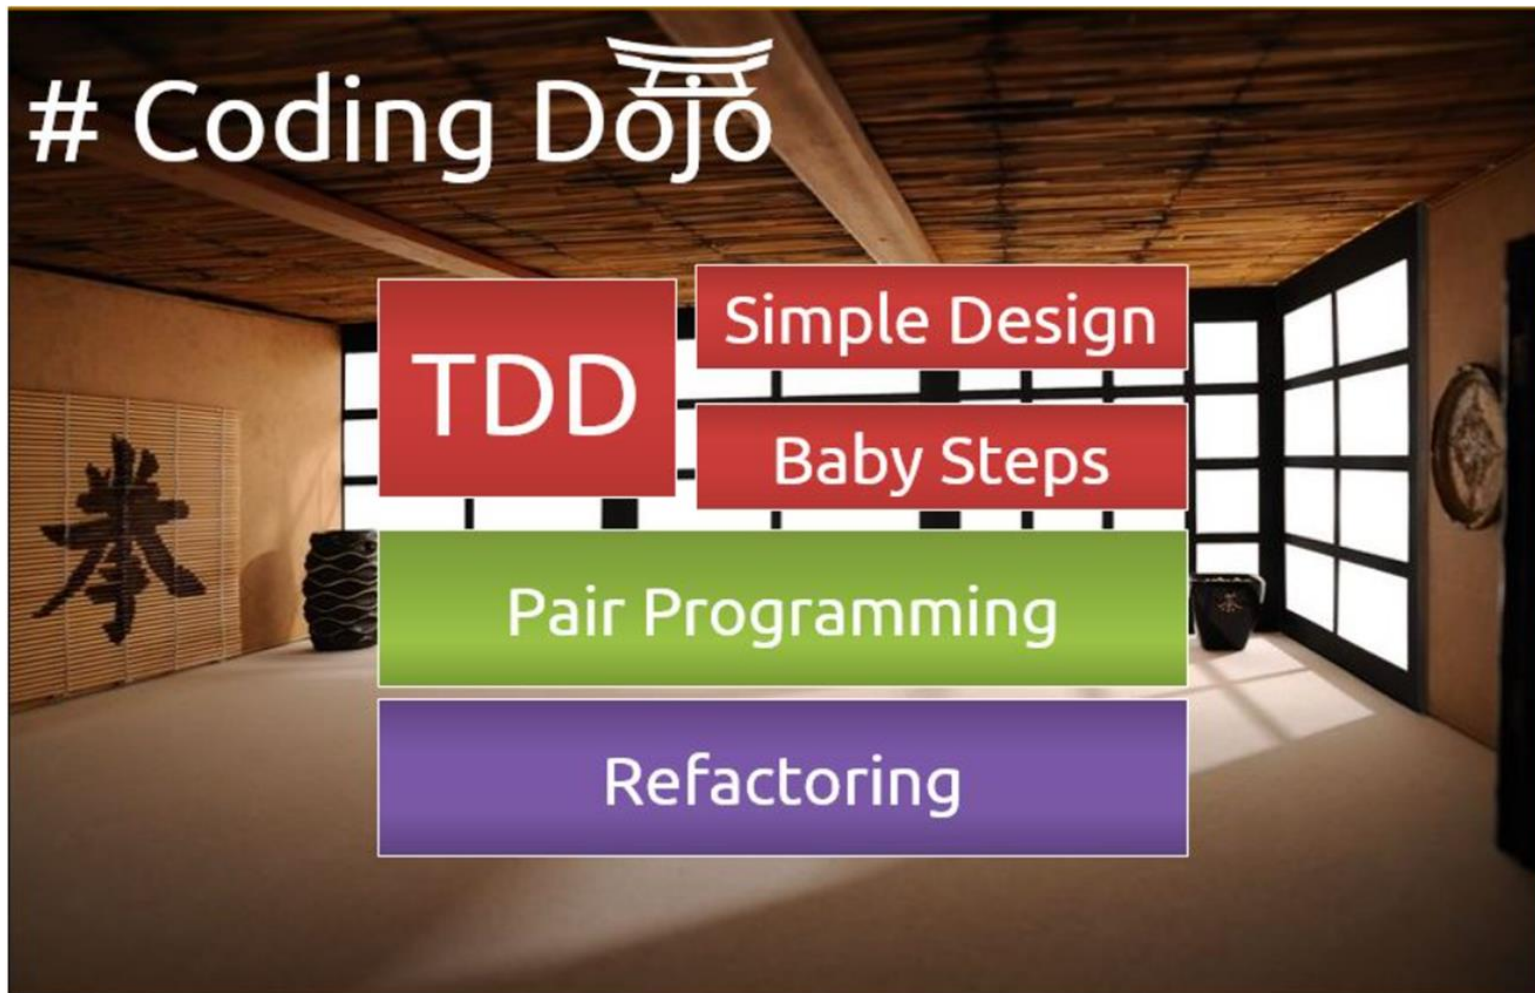 # Coding Dojo
TDD
Simple Design
Baby Steps
拳
Pair Programming
Refactoring